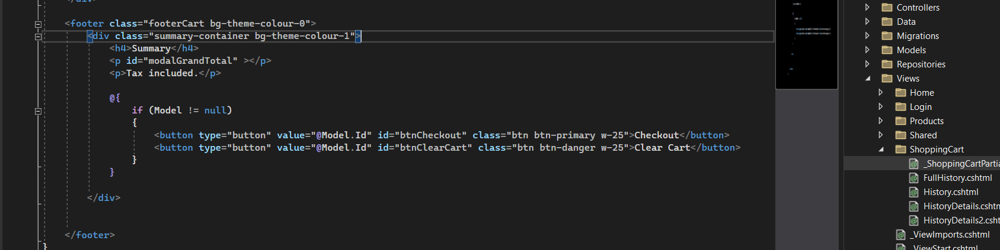 </div>
<footer class="footerCart bg-theme-colour-0">
<div class="summary-container bg-theme-colour-1">
<h4>Summary</h4>
<p id="modalGrandTotal" ></p>
<p>Tax included.</p>
@{
if (Model != null)
{
<button type="button" value="@Model.Id" id="btnCheckout" class="btn btn-primary w-25">Checkout</button>
<button type="button" value="@Model.Id" id="btnClearCart" class="btn btn-danger w-25">Clear Cart</button>
}
}
</div>
</footer>
}
Controllers
Data
Migrations
Models
Repositories
Views
Home
Login
Products
Shared
ShoppingCart
_ShoppingCartPartia
FullHistory.cshtml
History.cshtml
HistoryDetails.cshtm
HistoryDetails2.csht
_ViewImports.cshtml
_ViewStart.cshtml